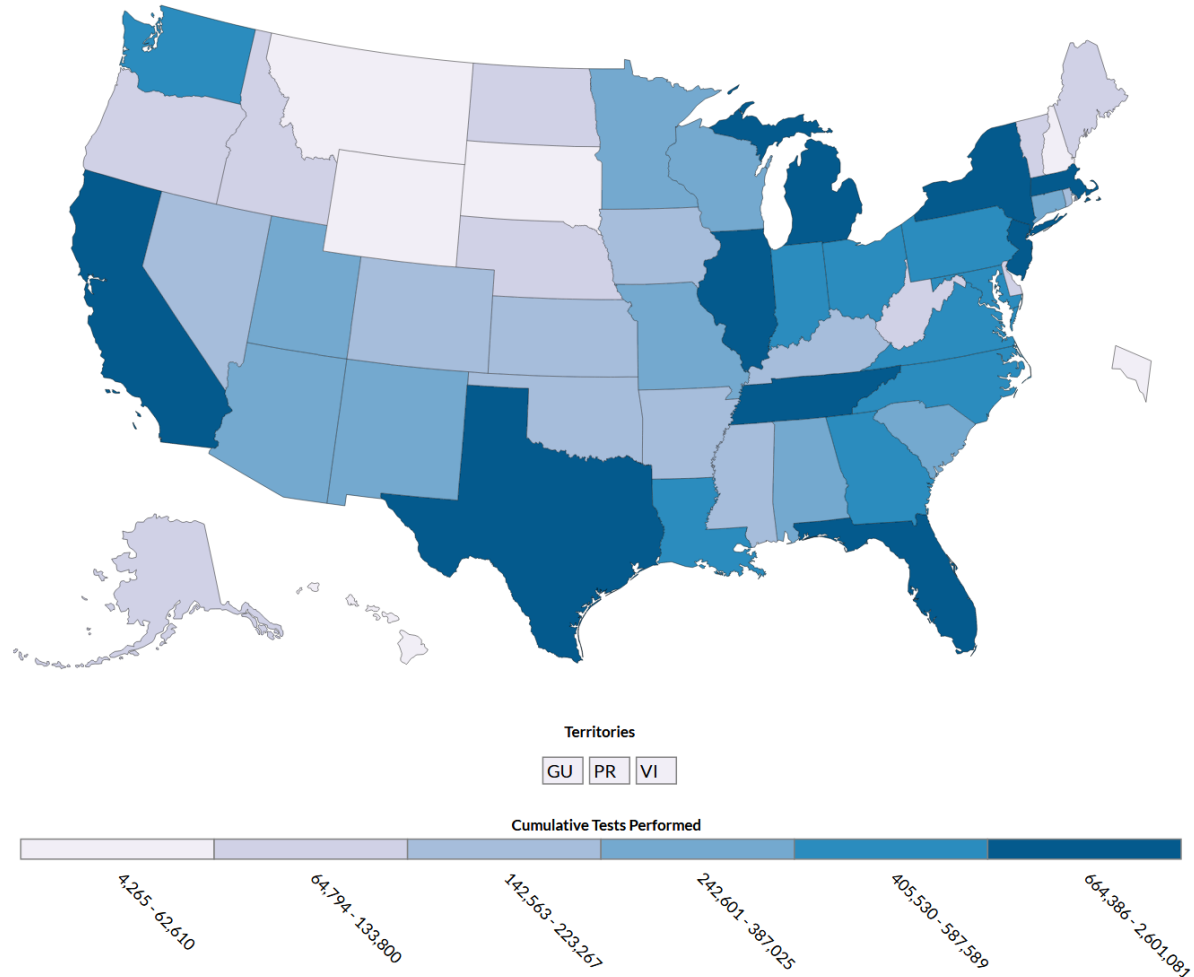 Territories
GU PR VI
Cumulative Tests Performed
4,265 - 62,610
64,794 - 133,800
142,563 - 223,267
242,601 - 387,025
405,530 - 587,589
664,386 - 2,601,081